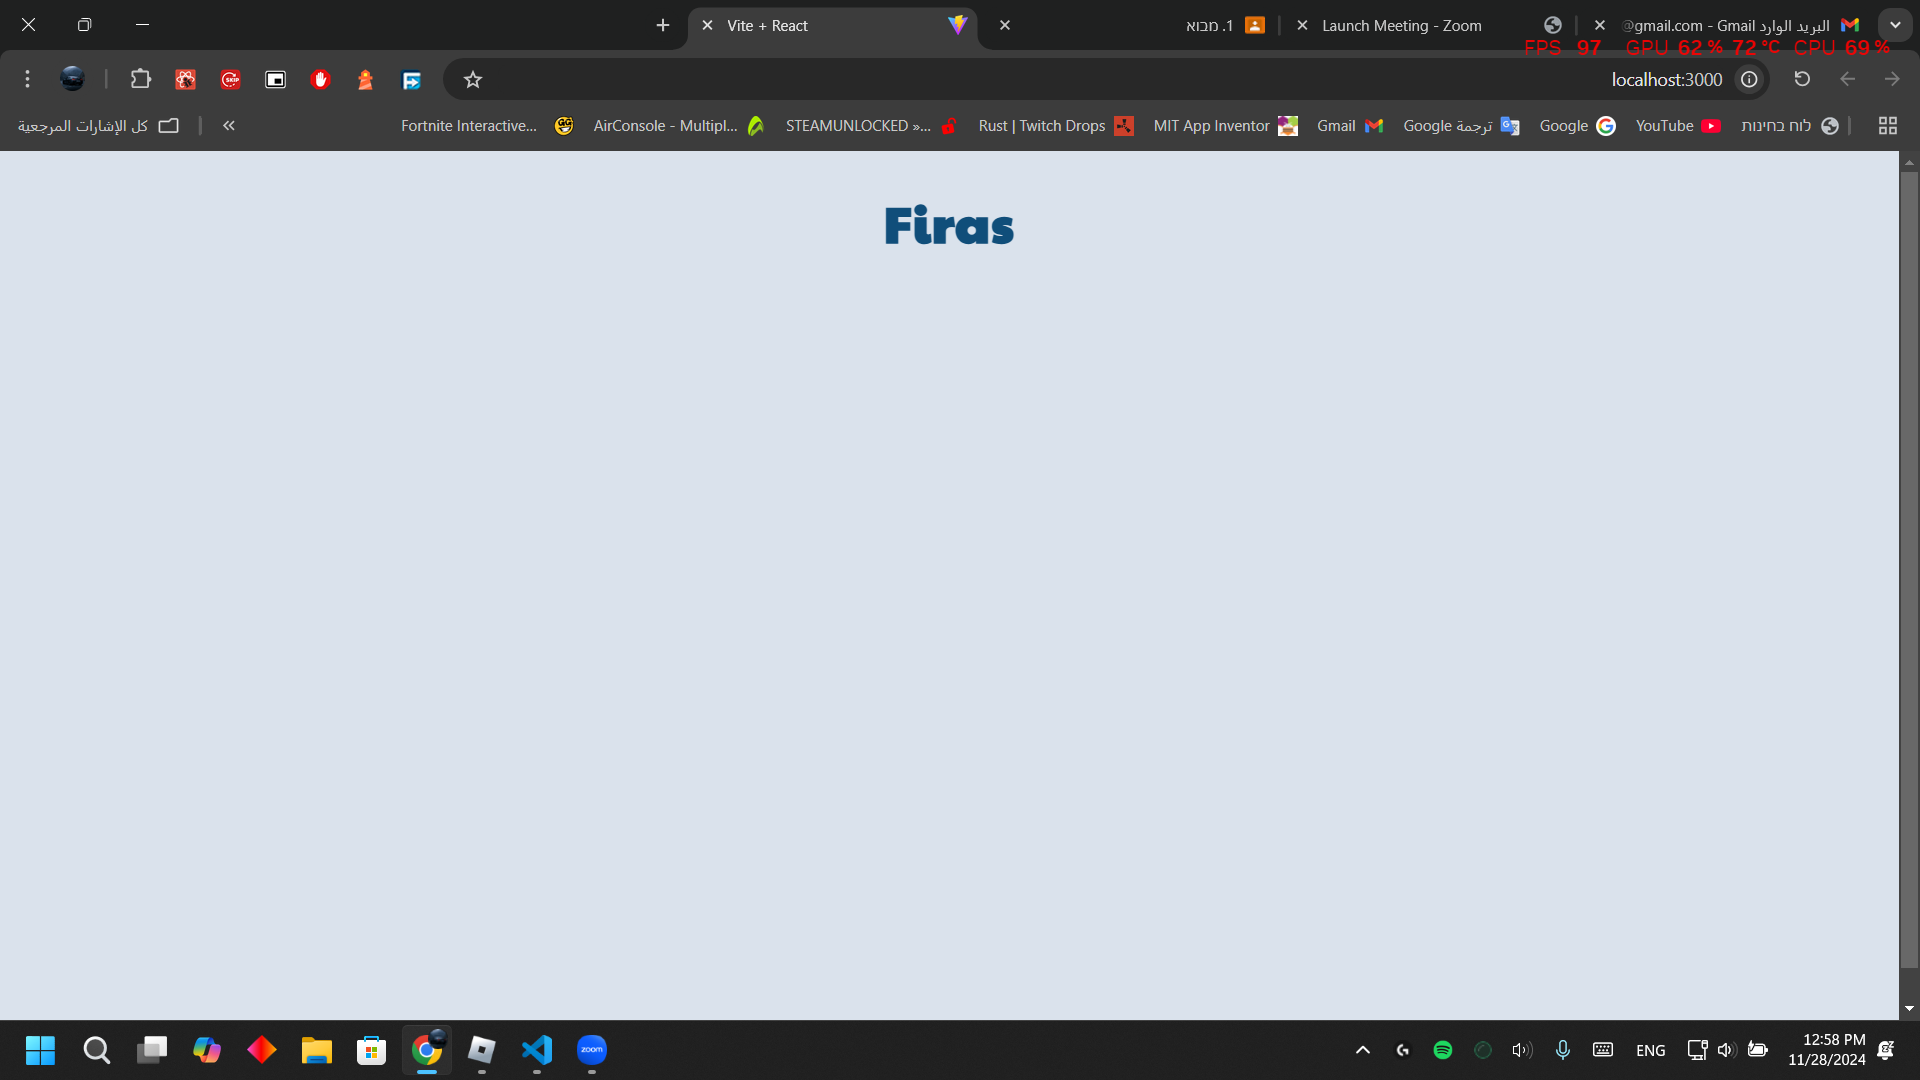 Vite + React
1. מבוא
Launch Meeting - Zoom
البريد الوارد @gmail.com - Gmail
FPS 97 GPU 62 % 72 °C CPU 69 %
SKIP
localhost:3000
كل الإشارات المرجعية
«
Fortnite Interactive...
AirConsole - Multipl...
STEAMUNLOCKED »...
Rust | Twitch Drops
MIT App Inventor
Gmail
ترجمة Google
Google
YouTube
לוח בחינות
Firas
zoom
ENG
12:58 PM
11/28/2024